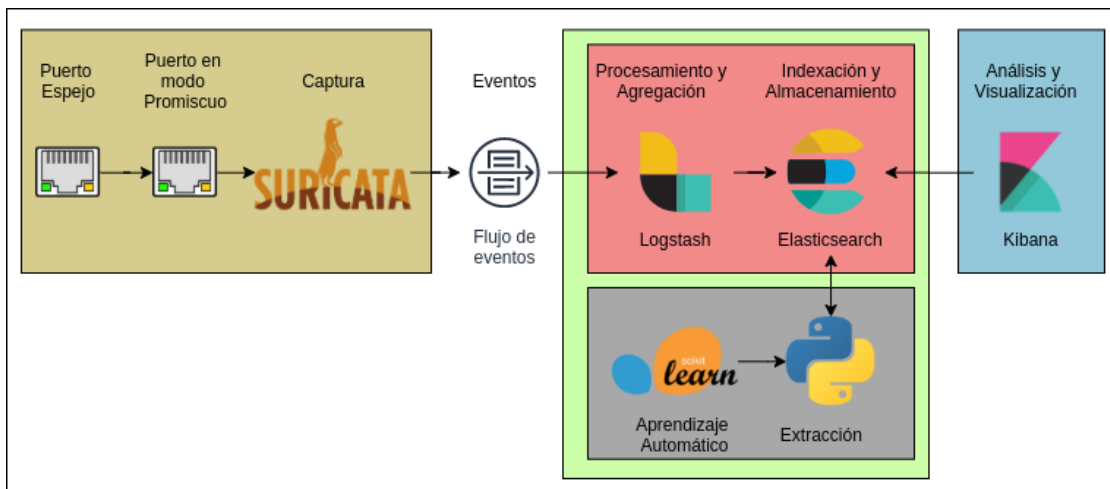 Puerto
Espejo
Puerto en
modo
Promiscuo
Captura
SURICATA
Eventos
Flujo de
eventos
Procesamiento y
Agregación
Logstash
Indexación y
Almacenamiento
Elasticsearch
Análisis y
Visualización
Kibana
scikit
learn
Aprendizaje
Automático
Extracción